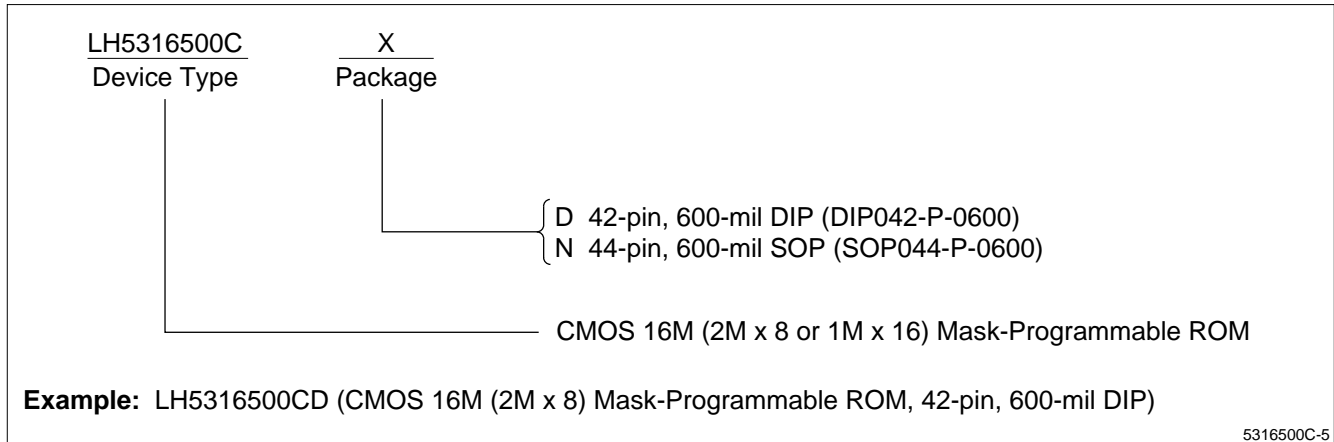 LH5316500C X
Device Type Package
D 42-pin, 600-mil DIP (DIP042-P-0600)
N 44-pin, 600-mil SOP (SOP044-P-0600)
CMOS 16M (2M x 8 or 1M x 16) Mask-Programmable ROM
Example: LH5316500CD (CMOS 16M (2M x 8) Mask-Programmable ROM, 42-pin, 600-mil DIP)
5316500C-5